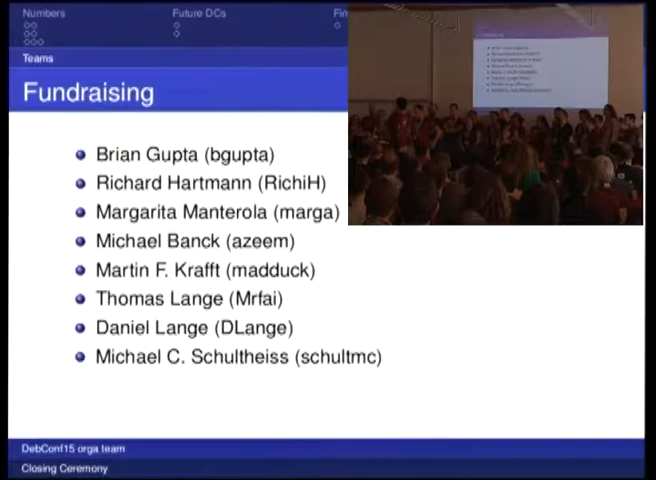 Numbers
Future DCs
Fin
Teams
Fundraising
Brian Gupta (bgupta)
Richard Hartmann (RichiH)
Margarita Manterola (marga)
Michael Banck (azeem)
Martin F. Krafft (madduck)
Thomas Lange (Mrfai)
Daniel Lange (DLange)
Michael C. Schultheiss (schultmc)
DebConf15 orga team
Closing Ceremony